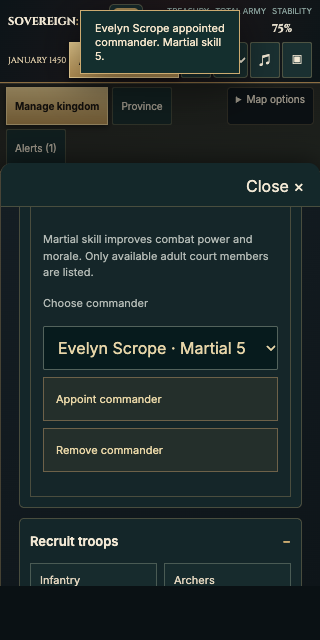 SOVEREIGN:
Evelyn Scrope appointed
commander. Martial skill
5.
ARMY
STABILITY
75%
JANUARY 1450
Manage kingdom
Province
▶ Map options
Alerts (1)
Close ×
Martial skill improves combat power and
morale. Only available adult court members
are listed.
Choose commander
Evelyn Scrope · Martial 5
Appoint commander
Remove commander
Recruit troops
−
Infantry
Archers